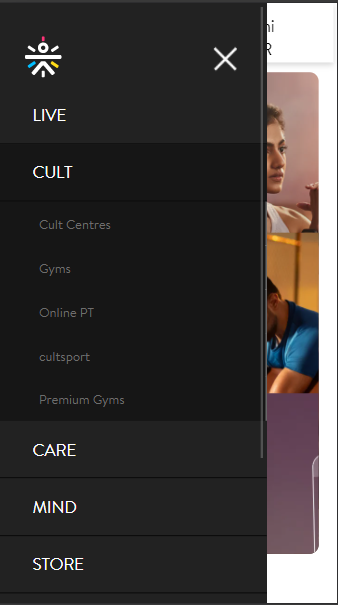 LIVE
CULT
Cult Centres
Gyms
Online PT
cultsport
Premium Gyms
CARE
MIND
STORE